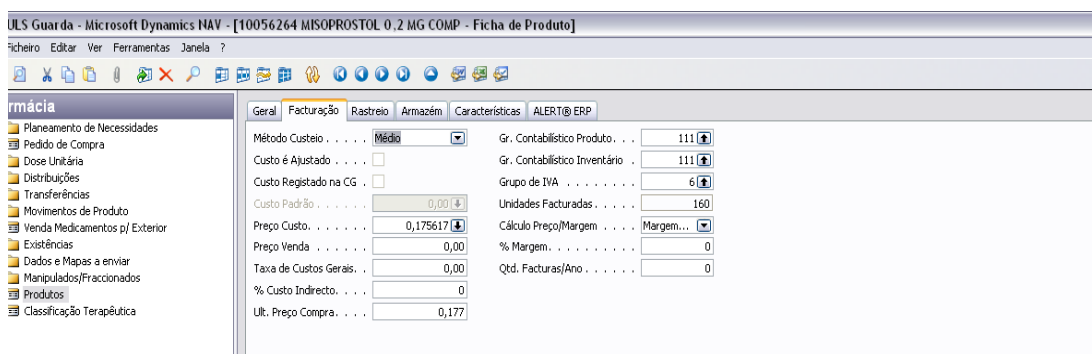 ULS Guarda - Microsoft Dynamics NAV - [10056264 MISOPROSTOL 0,2 MG COMP - Ficha de Produto]
Ficheiro Editar Ver Ferramentas Janela ?
rmácia
Planeamento de Necessidades
Pedido de Compra
Dose Unitária
Distribuições
Transferências
Movimentos de Produto
Venda Medicamentos p/ Exterior
Existências
Dados e Mapas a enviar
Manipulados/Fraccionados
Produtos
Classificação Terapêutica
Geral Facturação Rastreio Armazém Características ALERT® ERP
Método Custeio . . . . . Médio
Custo é Ajustado . . . .
Custo Registado na CG .
Custo Padrão . . . . . . 0,00
Preço Custo. . . . . . . 0,175617
Preço Venda . . . . . . 0,00
Taxa de Custos Gerais. . 0,00
% Custo Indirecto. . . . 0
Ult. Preço Compra. . . . 0,177
Gr. Contabilístico Produto. . . 111
Gr. Contabilístico Inventário . 111
Grupo de IVA . . . . . . . . 6
Unidades Facturadas. . . . . 160
Cálculo Preço/Margem . . . . Margem...
% Margem. . . . . . . . . . 0
Qtd. Facturas/Ano . . . . . . 0